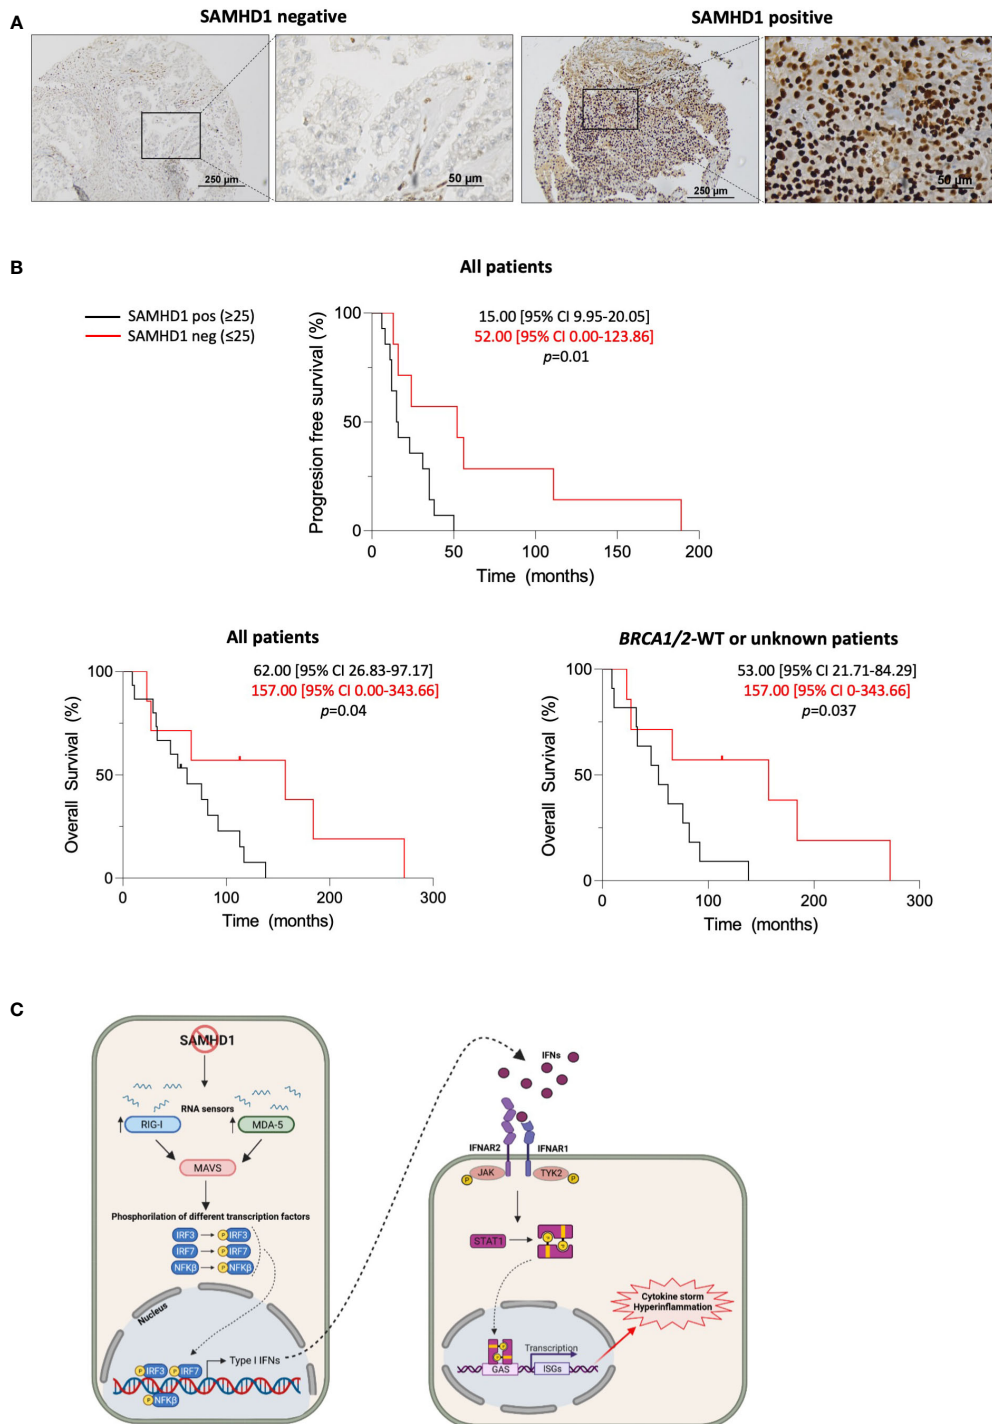 A
SAMHD1 negative
SAMHD1 positive
250 µm
50 µm
250 µm
50 µm
B
All patients
SAMHD1 pos (≥25)
SAMHD1 neg (≤25)
15.00 [95% CI 9.95-20.05]
52.00 [95% CI 0.00-123.86]
p=0.01
Progresion free survival (%)
100
50
0
0 50 100 150 200
Time (months)
All patients
62.00 [95% CI 26.83-97.17]
157.00 [95% CI 0.00-343.66]
p=0.04
Overall Survival (%)
100
50
0
0 100 200 300
Time (months)
BRCA1/2-WT or unknown patients
53.00 [95% CI 21.71-84.29]
157.00 [95% CI 0-343.66]
p=0.037
Overall Survival (%)
100
50
0
0 100 200 300
Time (months)
C
SAMHD1
RNA sensors
RIG-I
MDA-5
MAVS
Phosphorilation of different transcription factors
IRF3 P IRF3
IRF7 P IRF7
NFKβ P NFKβ
Nucleus
Type I IFNs
P IRF3 P IRF7
P NFKβ
IFNs
IFNAR2 IFNAR1
P JAK TYK2 P
STAT1
Cytokine storm
Hyperinflammation
Transcription
GAS ISGs